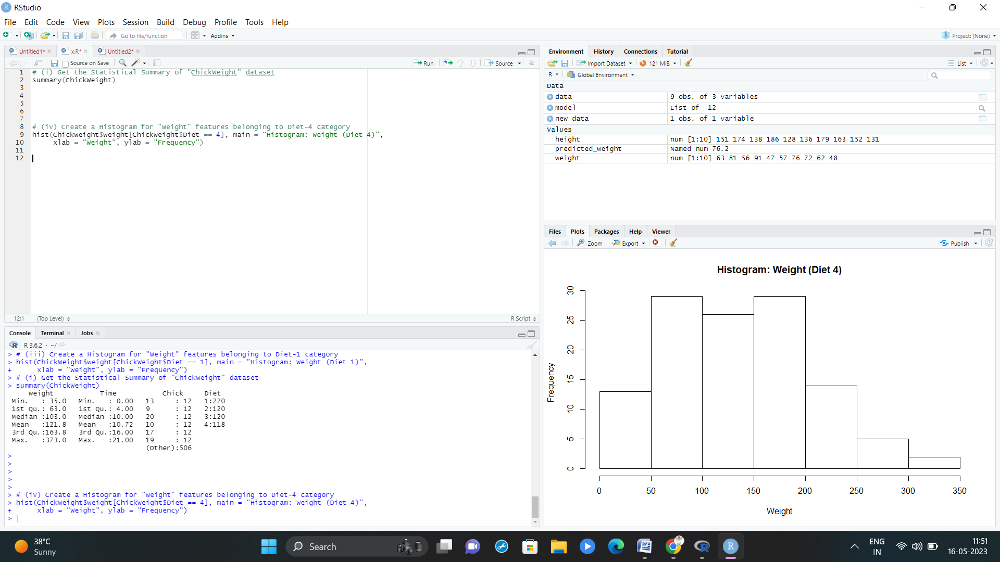 RStudio
File Edit Code View Plots Session Build Debug Profile Tools Help
Go to file/function Addins Project: (None)
Untitled1* x.R* Untitled2*
Source on Save Run Source
1 # (i) Get the Statistical Summary of "ChickWeight" dataset
2 summary(ChickWeight)
3
4
5
6
7
8 # (iv) Create a Histogram for "Weight" features belonging to Diet-4 category
9 hist(ChickWeight$weight[ChickWeight$Diet == 4], main = "Histogram: Weight (Diet 4)",
10 xlab = "Weight", ylab = "Frequency")
11
12
12:1 (Top Level) R Script
Console Terminal Jobs
R 3.6.2 · ~/
> # (iii) Create a Histogram for "Weight" features belonging to Diet-1 category
> hist(ChickWeight$weight[ChickWeight$Diet == 1], main = "Histogram: Weight (Diet 1)",
+ xlab = "Weight", ylab = "Frequency")
> # (i) Get the Statistical Summary of "ChickWeight" dataset
> summary(ChickWeight)
weight Time Chick Diet
Min. : 35.0 Min. : 0.00 13 : 12 1:220
1st Qu.: 63.0 1st Qu.: 4.00 9 : 12 2:120
Median :103.0 Median :10.00 20 : 12 3:120
Mean :121.8 Mean :10.72 10 : 12 4:118
3rd Qu.:163.8 3rd Qu.:16.00 17 : 12
Max. :373.0 Max. :21.00 19 : 12
(Other):506
>
>
>
>
>
> # (iv) Create a Histogram for "Weight" features belonging to Diet-4 category
> hist(ChickWeight$weight[ChickWeight$Diet == 4], main = "Histogram: Weight (Diet 4)",
+ xlab = "Weight", ylab = "Frequency")
>
Environment History Connections Tutorial
Import Dataset 121 MiB List
R Global Environment
Data
data 9 obs. of 3 variables
model List of 12
new_data 1 obs. of 1 variable
Values
height num [1:10] 151 174 138 186 128 136 179 163 152 131
predicted_weight Named num 76.2
weight num [1:10] 63 81 56 91 47 57 76 72 62 48
Files Plots Packages Help Viewer
Zoom Export Publish
Histogram: Weight (Diet 4)
Frequency
30
25
20
15
10
5
0
0 50 100 150 200 250 300 350
Weight
38°C
Sunny
Search
ENG
IN
11:51
16-05-2023